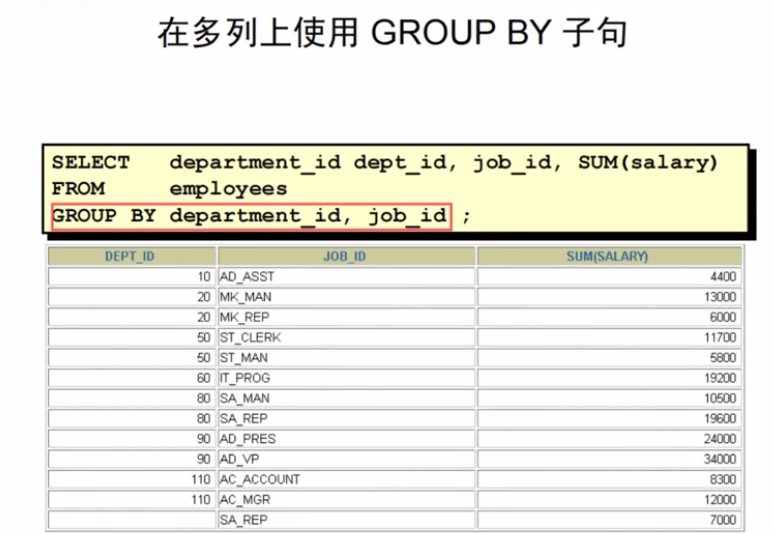 在多列上使用 GROUP BY 子句
SELECT department_id dept_id, job_id, SUM(salary)
FROM employees
GROUP BY department_id, job_id ;
DEPT_ID JOB_ID SUM(SALARY)
10 AD_ASST 4400
20 MK_MAN 13000
20 MK_REP 6000
50 ST_CLERK 11700
50 ST_MAN 5800
60 IT_PROG 19200
80 SA_MAN 10500
80 SA_REP 19600
90 AD_PRES 24000
90 AD_VP 34000
110 AC_ACCOUNT 8300
110 AC_MGR 12000
SA_REP 7000